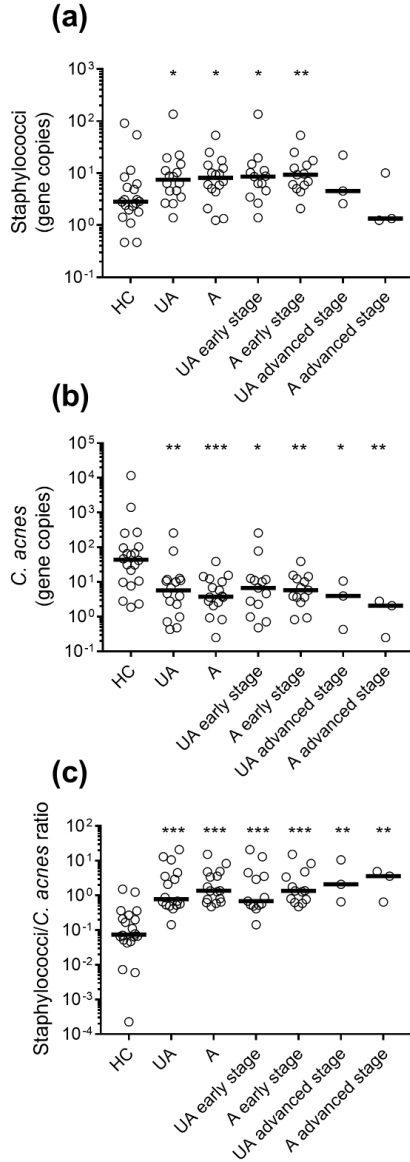 (a)
Staphylococci
(gene copies)
10³
10²
10¹
10⁰
10⁻¹
* * * **
HC
UA
A
UA early stage
A early stage
UA advanced stage
A advanced stage
(b)
C. acnes
(gene copies)
10⁵
10⁴
10³
10²
10¹
10⁰
10⁻¹
** *** * ** * **
HC
UA
A
UA early stage
A early stage
UA advanced stage
A advanced stage
(c)
Staphylococci/C. acnes ratio
10²
10¹
10⁰
10⁻¹
10⁻²
10⁻³
10⁻⁴
*** *** *** *** ** **
HC
UA
A
UA early stage
A early stage
UA advanced stage
A advanced stage